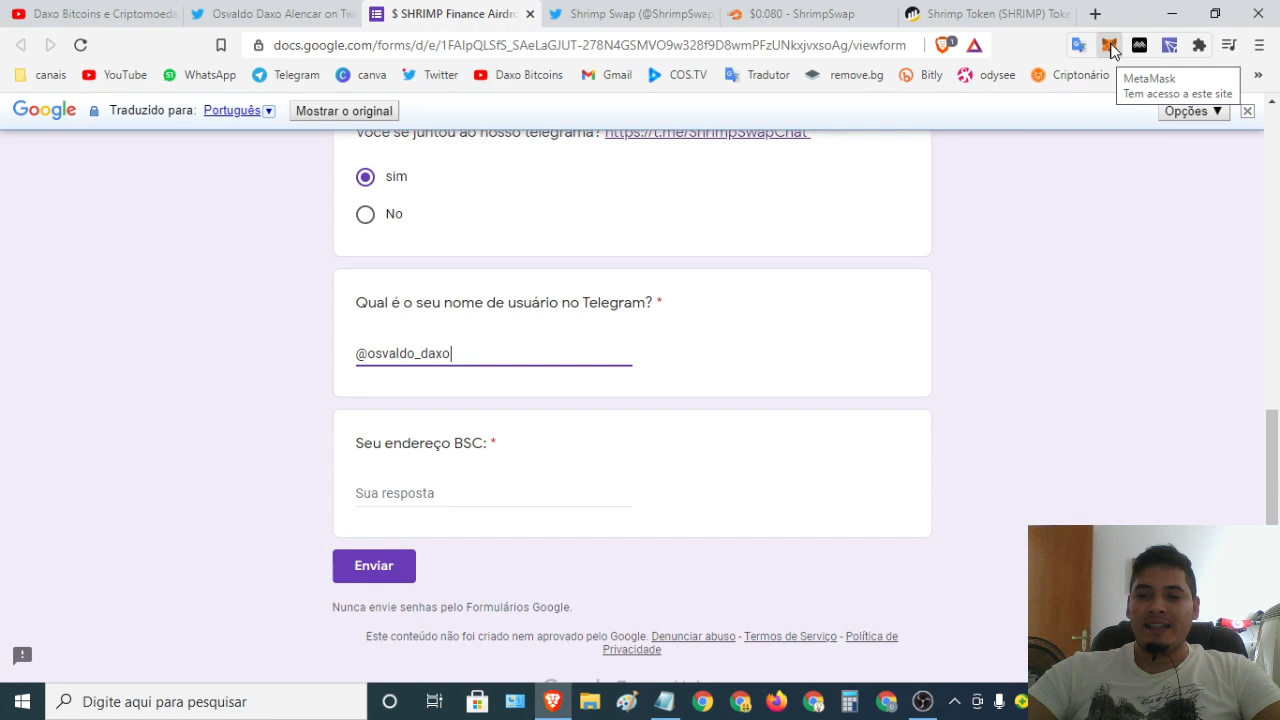 Daxo Bitcoins e Criptomoeda
Osvaldo Daxo Alencar on Tw
$ SHRIMP Finance Airdro
Shrimp Swap (@ShrimpSwap
$0.080 - ShrimpSwap
Shrimp Token (SHRIMP) Toke
docs.google.com/forms/d/e/1FAIpQLSfS_SAeLaGJUT-278N4GSMVO9w328f9D8wmPFzUNkxjvxsoAg/viewform
1
canais
YouTube
WhatsApp
Telegram
canva
Twitter
Daxo Bitcoins
Gmail
COS.TV
Tradutor
remove.bg
Bitly
odysee
Criptonário
MetaMask
Tem acesso a este site
Google
Traduzido para: Português
Mostrar o original
Opções ▼
Você se juntou ao nosso telegrama? https://t.me/ShrimpSwapChat
sim
No
Qual é o seu nome de usuário no Telegram? *
@osvaldo_daxo
Seu endereço BSC: *
Sua resposta
Enviar
Nunca envie senhas pelo Formulários Google.
Este conteúdo não foi criado nem aprovado pelo Google. Denunciar abuso - Termos de Serviço - Política de
Privacidade
Digite aqui para pesquisar